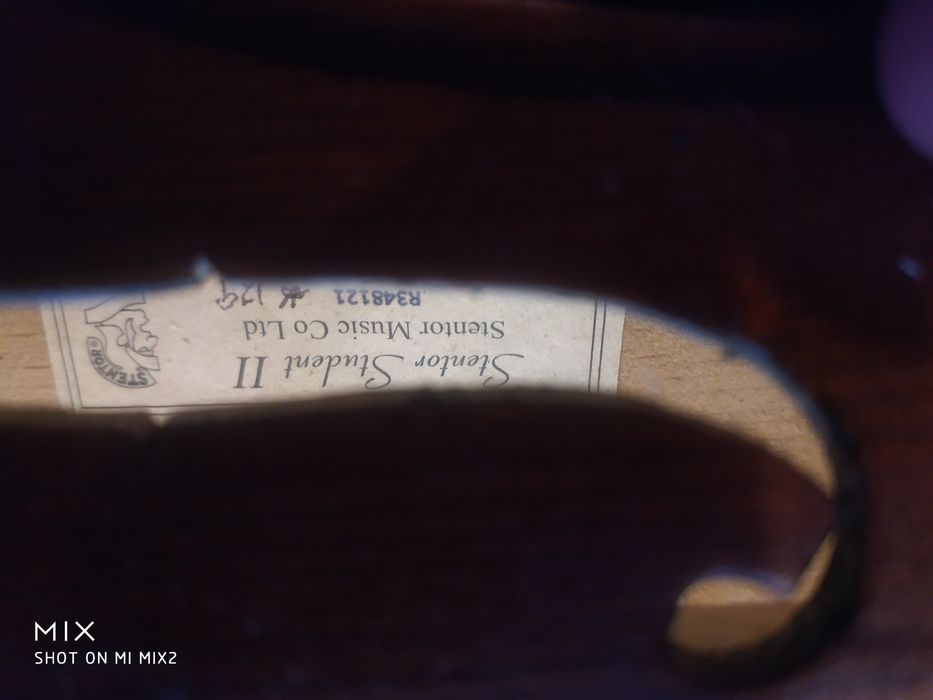 Stentor Student II
Stentor Music Co Ltd
R348121
STENTOR
MIX
SHOT ON MI MIX2